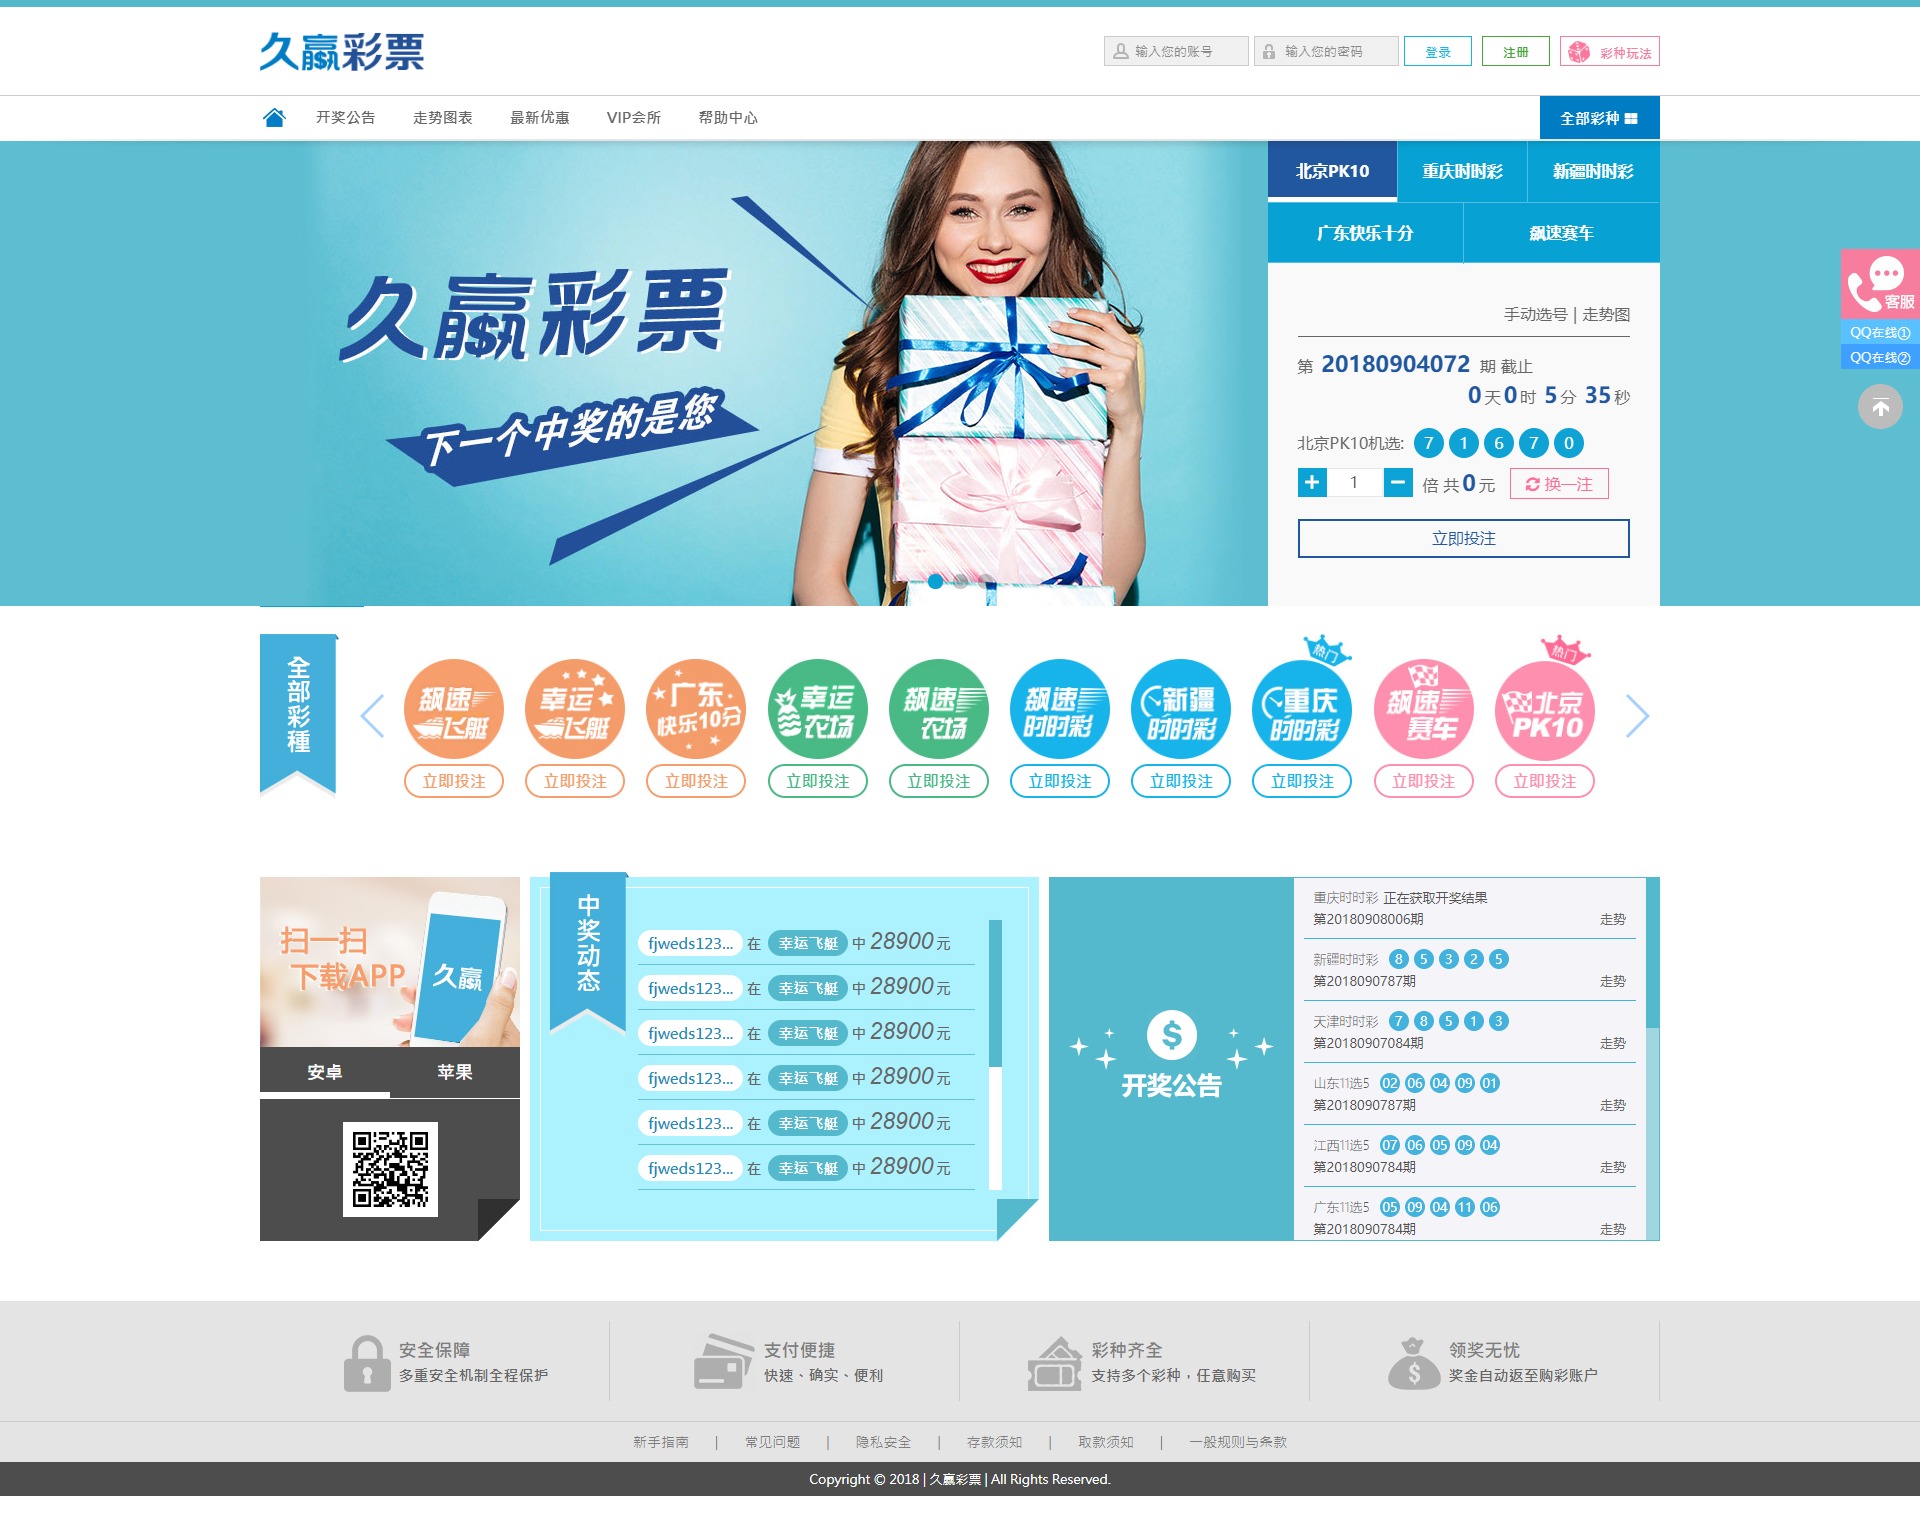 久赢彩票
输入您的账号
输入您的密码
登录
注册
彩种玩法
开奖公告
走势图表
最新优惠
VIP会所
帮助中心
全部彩种
久赢彩票
下一个中奖的是您
北京PK10
重庆时时彩
新疆时时彩
广东快乐十分
飙速赛车
手动选号 | 走势图
第 20180904072 期 截止
0天0时 5分 35秒
北京PK10机选: 7 1 6 7 0
1 倍 共0元
换一注
立即投注
客服
QQ在线①
QQ在线②
全部彩種
飙速飞艇
幸运飞艇
广东快乐10分
幸运农场
飙速农场
飙速时时彩
新疆时时彩
热门
重庆时时彩
飙速赛车
热门
北京PK10
立即投注
立即投注
立即投注
立即投注
立即投注
立即投注
立即投注
立即投注
立即投注
立即投注
扫一扫
下载APP
久赢
安卓
苹果
中奖动态
fjweds123... 在 幸运飞艇 中 28900元
fjweds123... 在 幸运飞艇 中 28900元
fjweds123... 在 幸运飞艇 中 28900元
fjweds123... 在 幸运飞艇 中 28900元
fjweds123... 在 幸运飞艇 中 28900元
fjweds123... 在 幸运飞艇 中 28900元
开奖公告
重庆时时彩 正在获取开奖结果
第20180908006期 走势
新疆时时彩 8 5 3 2 5
第2018090787期 走势
天津时时彩 7 8 5 1 3
第20180907084期 走势
山东11选5 02 06 04 09 01
第2018090787期 走势
江西11选5 07 06 05 09 04
第2018090784期 走势
广东11选5 05 09 04 11 06
第2018090784期 走势
安全保障
多重安全机制全程保护
支付便捷
快速、确实、便利
彩种齐全
支持多个彩种，任意购买
领奖无忧
奖金自动返至购彩账户
新手指南 | 常见问题 | 隐私安全 | 存款须知 | 取款须知 | 一般规则与条款
Copyright © 2018 | 久赢彩票 | All Rights Reserved.